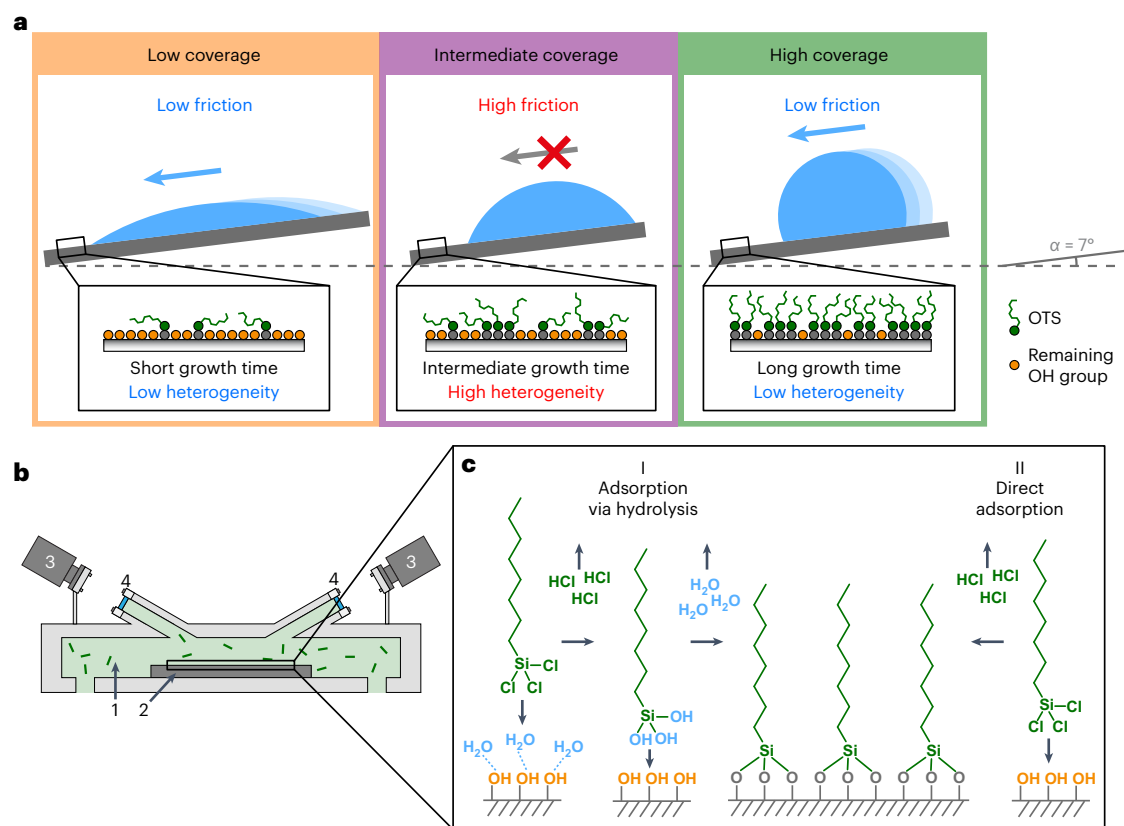 a
Low coverage
Intermediate coverage
High coverage
Low friction
High friction
Low friction
α = 7°
Short growth time
Low heterogeneity
Intermediate growth time
High heterogeneity
Long growth time
Low heterogeneity
OTS
Remaining
OH group
b
3
4
4
3
1
2
c
I
Adsorption
via hydrolysis
II
Direct
adsorption
HCl HCl
HCl
H₂O
H₂O H₂O
HCl HCl
HCl
Si Cl
Cl Cl
Si OH
OH OH
Si
Si
Si
Si Cl
Cl Cl
H₂O H₂O H₂O
OH OH OH
OH OH OH
O O O
O O O
O O O
OH OH OH